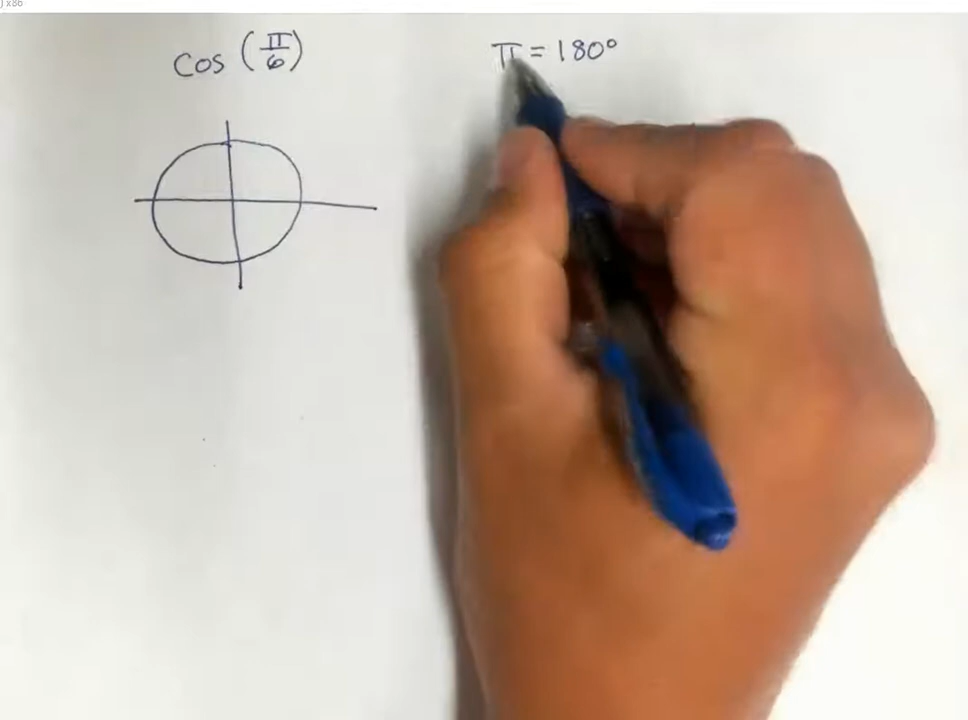 cos (π/6)
π = 180°